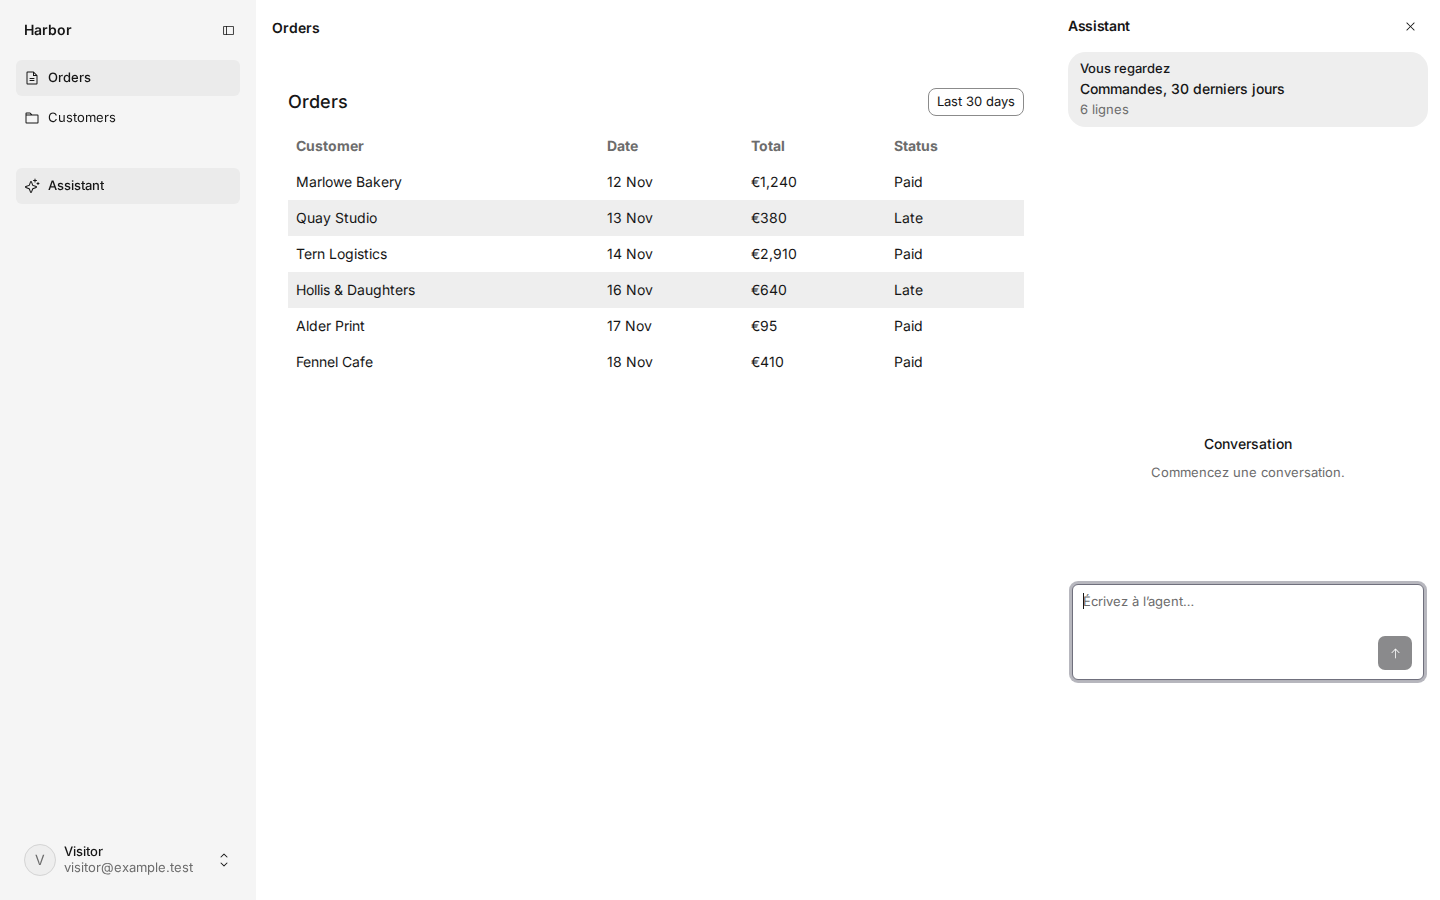 Harbor
Orders
Customers
Assistant
Visitor
visitor@example.test
V
Orders
Orders
Last 30 days
Customer Date Total Status
Marlowe Bakery 12 Nov €1,240 Paid
Quay Studio 13 Nov €380 Late
Tern Logistics 14 Nov €2,910 Paid
Hollis & Daughters 16 Nov €640 Late
Alder Print 17 Nov €95 Paid
Fennel Cafe 18 Nov €410 Paid
Assistant
Vous regardez
Commandes, 30 derniers jours
6 lignes
Conversation
Commencez une conversation.
Écrivez à l’agent…